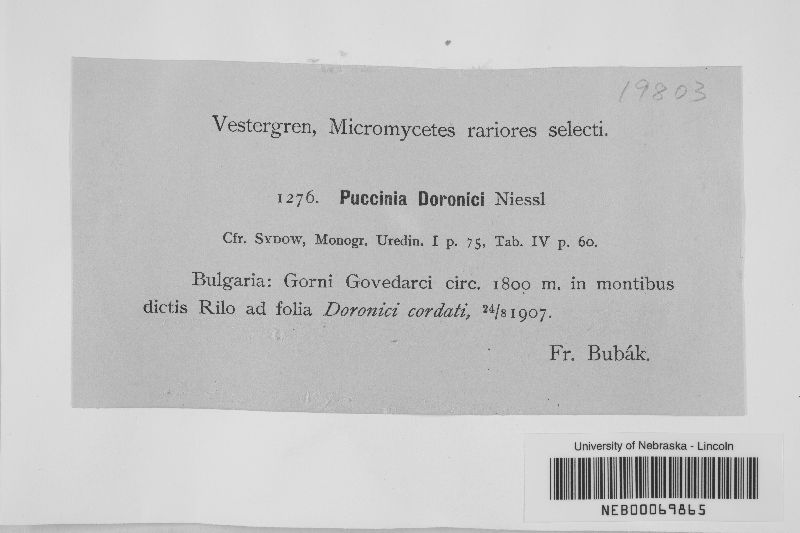 19803
Vestergren, Micromycetes rariores selecti.
1276. Puccinia Doronici Niessl
Cfr. Sydow, Monogr. Uredin. I p. 75, Tab. IV p. 60.
Bulgaria: Gorni Govedarci circ. 1800 m. in montibus
dictis Rilo ad folia Doronici cordati, 24/8 1907.
Fr. Bubák.
University of Nebraska - Lincoln
NEB00069865